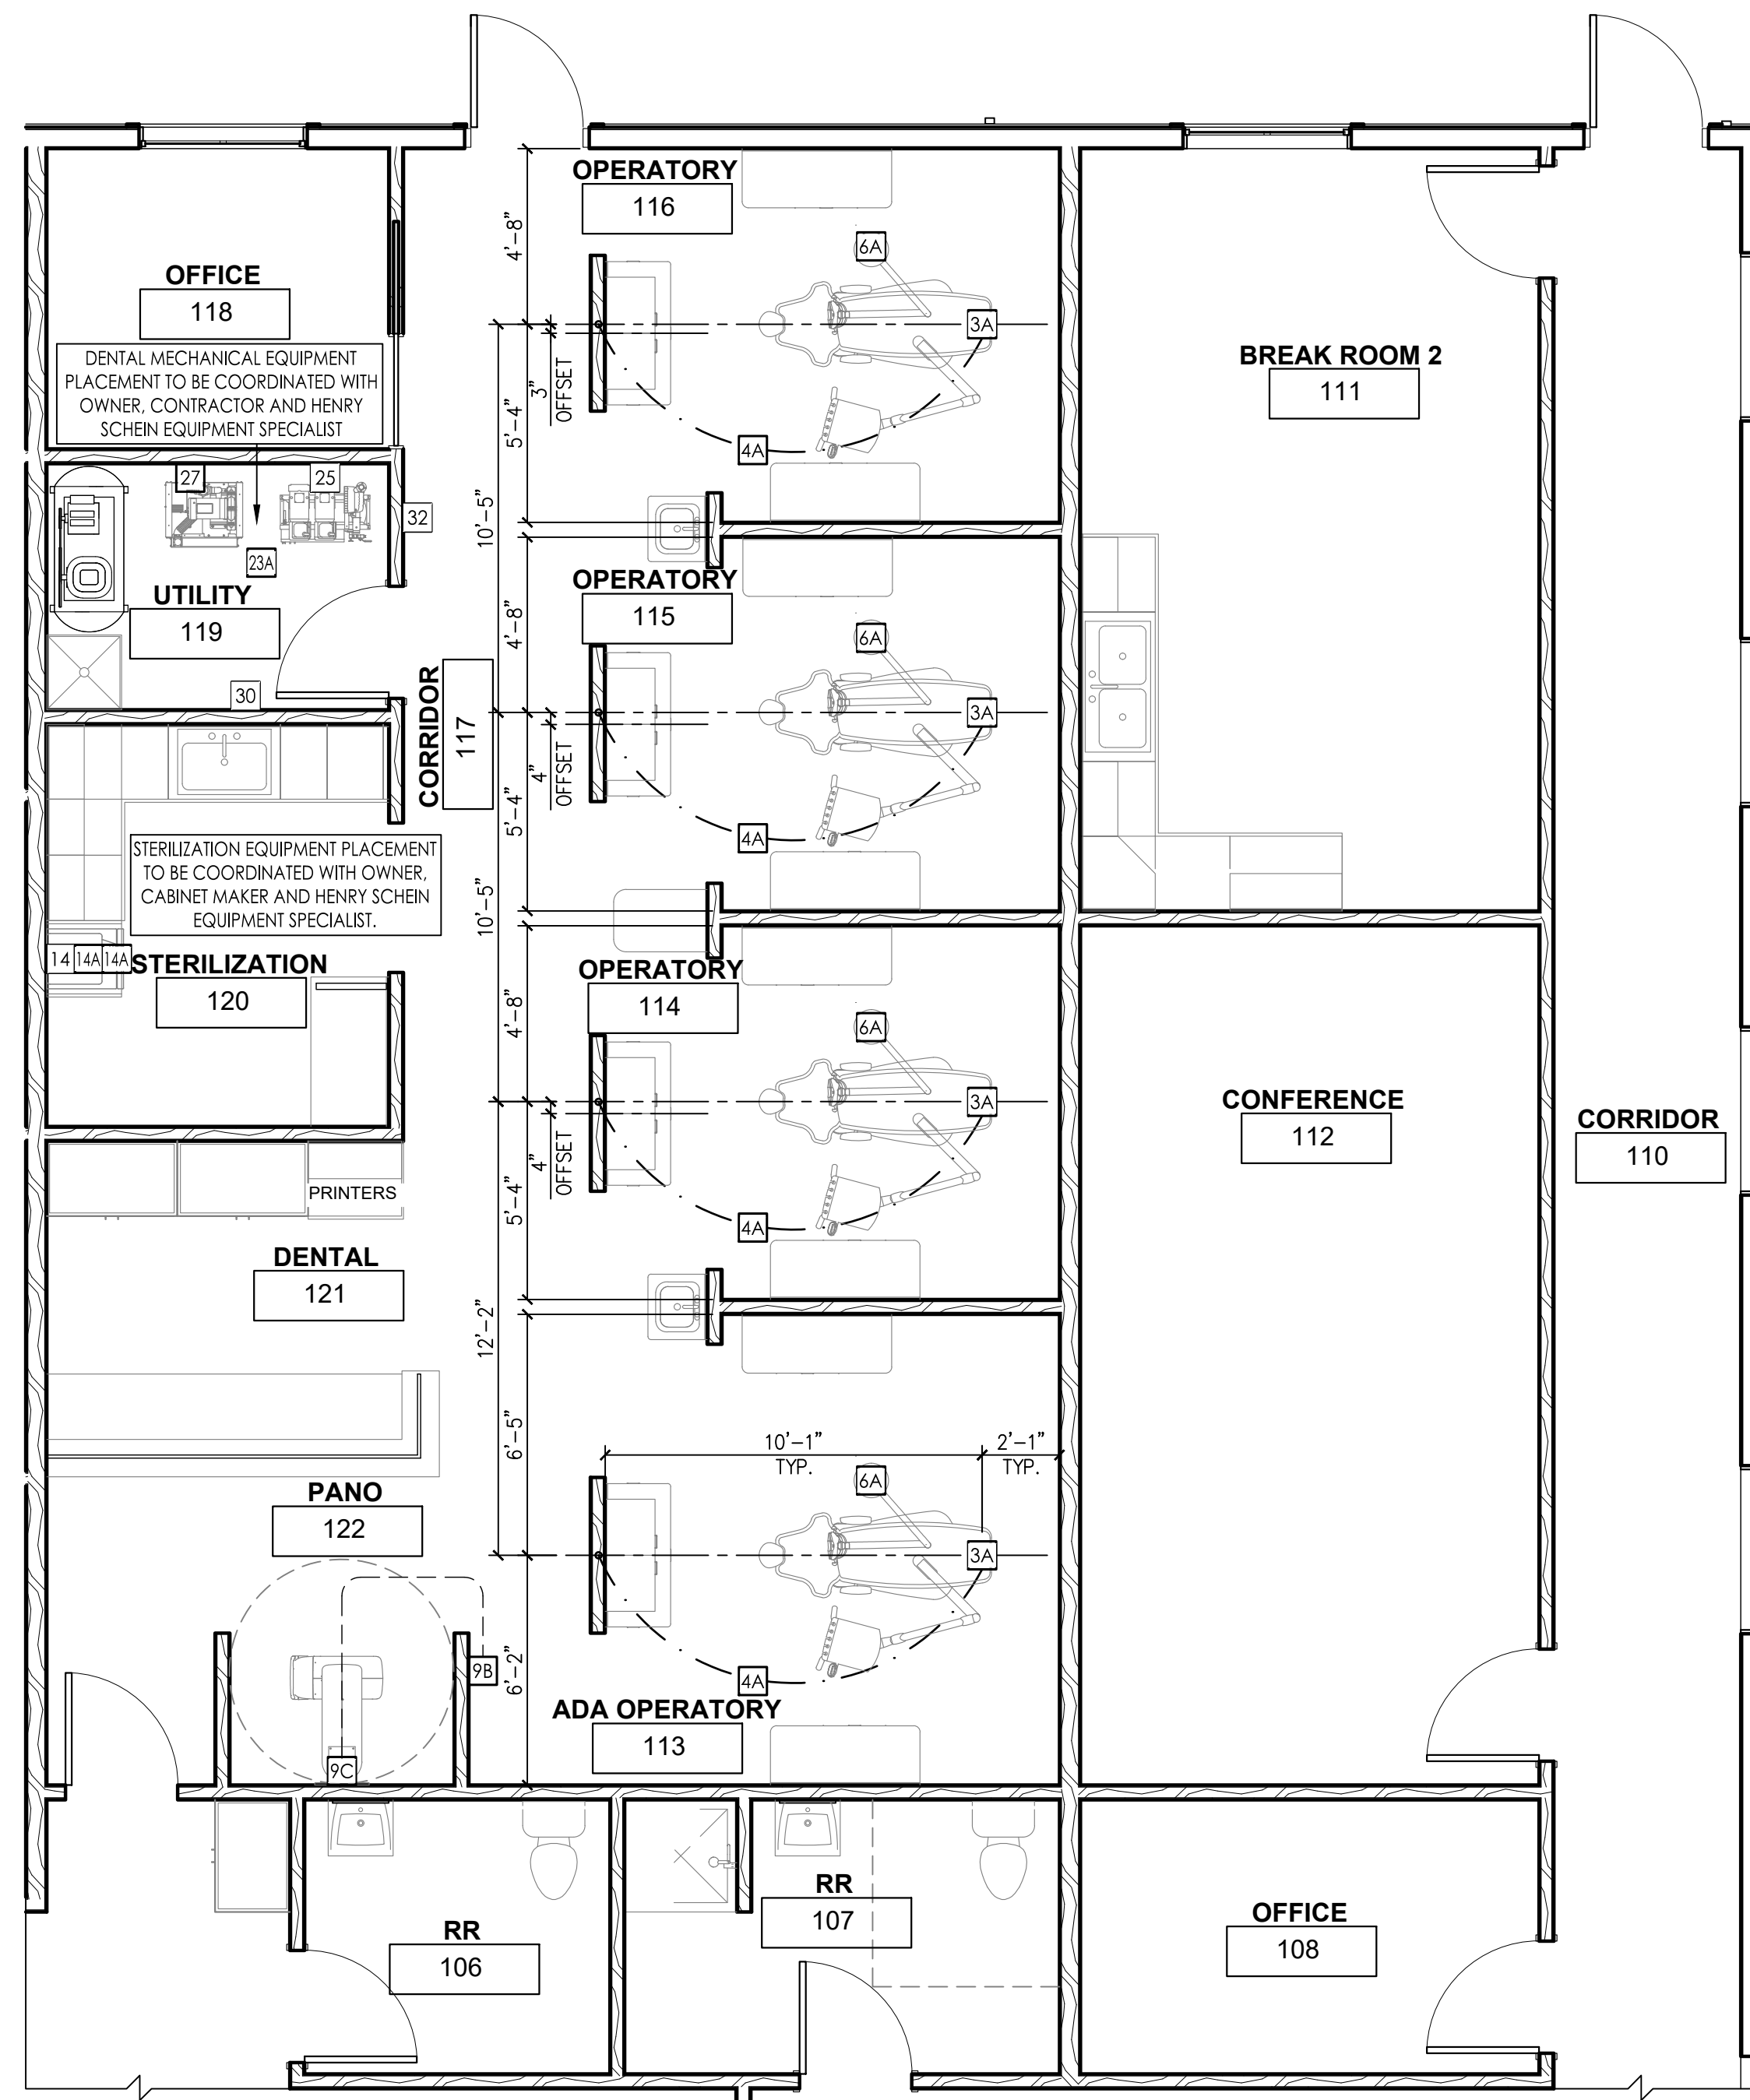 OPERATORY
116
4'-8"
6A
OFFICE
118
3A
3"
OFFSET
5'-4"
4A
DENTAL MECHANICAL EQUIPMENT
PLACEMENT TO BE COORDINATED WITH
OWNER, CONTRACTOR AND HENRY
SCHEIN EQUIPMENT SPECIALIST
BREAK ROOM 2
111
27
25
32
23A
10'-5"
UTILITY
119
30
OPERATORY
115
4'-8"
6A
CORRIDOR
117
3A
4"
OFFSET
5'-4"
4A
STERILIZATION EQUIPMENT PLACEMENT
TO BE COORDINATED WITH OWNER,
CABINET MAKER AND HENRY SCHEIN
EQUIPMENT SPECIALIST.
10'-5"
14 14A 14A
STERILIZATION
120
OPERATORY
114
4'-8"
6A
3A
4"
OFFSET
5'-4"
4A
CONFERENCE
112
CORRIDOR
110
PRINTERS
DENTAL
121
12'-2"
6'-5"
10'-1"
TYP.
2'-1"
TYP.
6A
PANO
122
3A
9B
6'-2"
4A
ADA OPERATORY
113
9C
RR
106
RR
107
OFFICE
108